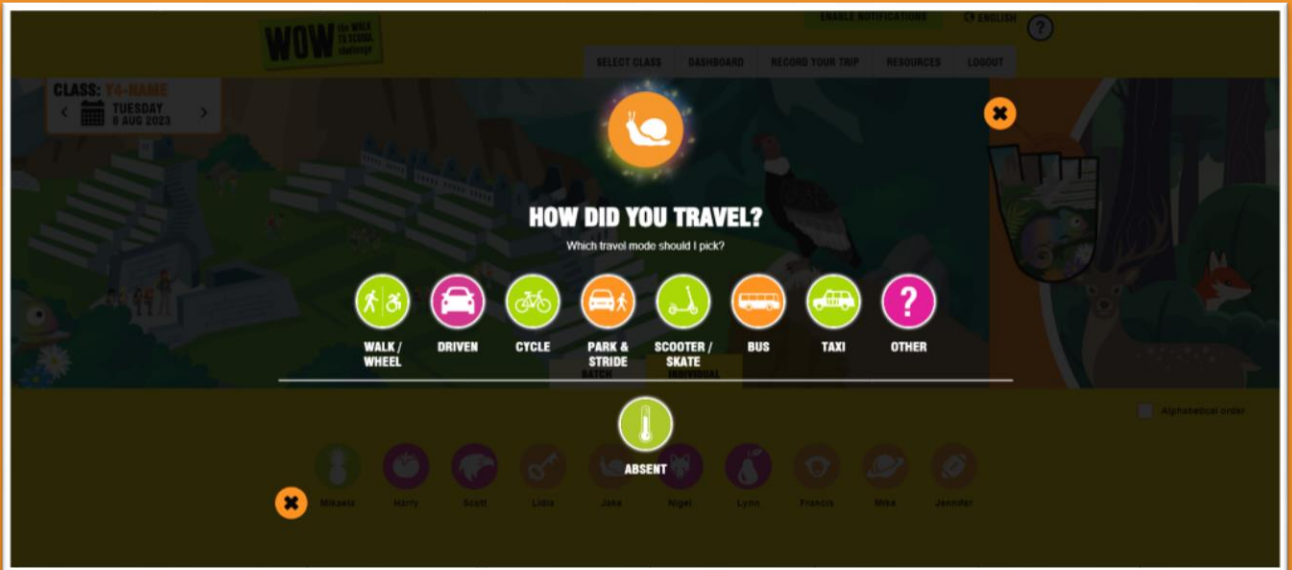 WOW the WALK
TO SCHOOL
challenge
ENABLE NOTIFICATIONS
ENGLISH
?
SELECT CLASS DASHBOARD RECORD YOUR TRIP RESOURCES LOGOUT
CLASS: Y4-NAME
TUESDAY
8 AUG 2023
HOW DID YOU TRAVEL?
Which travel mode should I pick?
?
WALK / WHEEL
DRIVEN
CYCLE
PARK & STRIDE
SCOOTER / SKATE
BUS
TAXI
OTHER
BATCH INDIVIDUAL
Alphabetical order
ABSENT
Mikaela Harry Scott Lidia Jake Nigel Lynn Francis Mike Jennifer